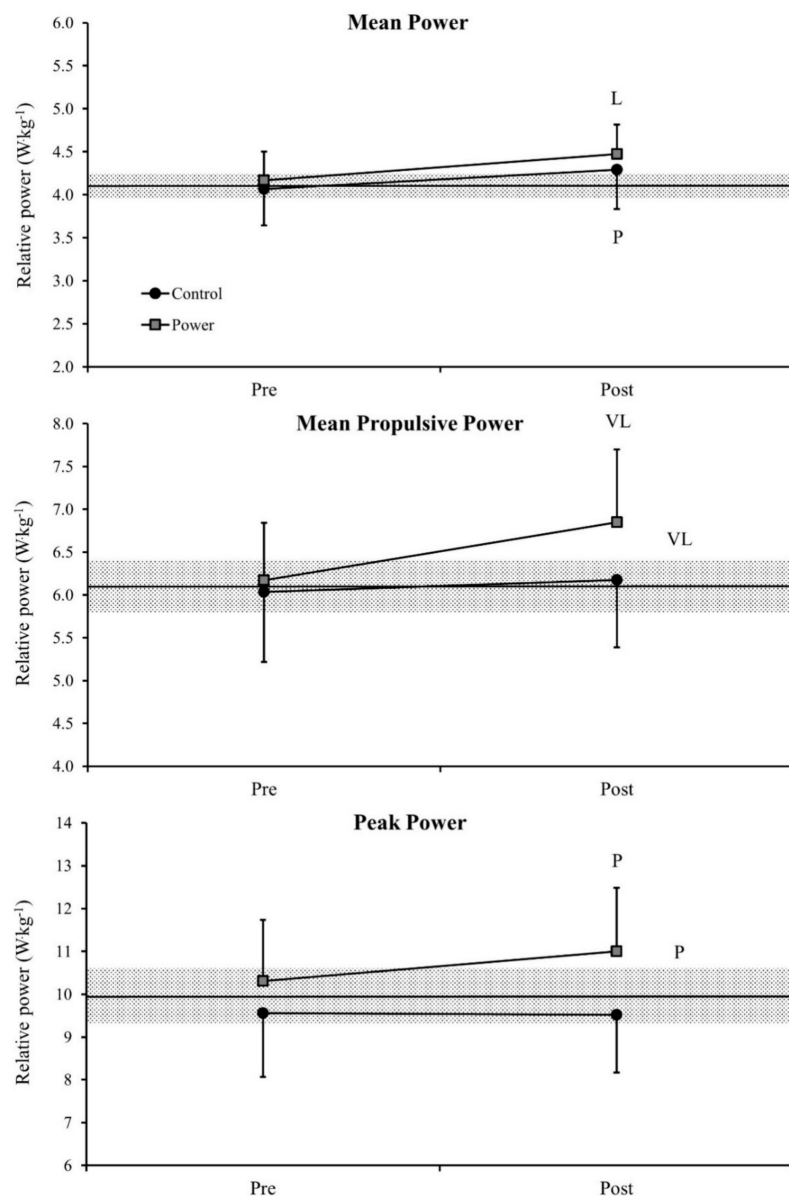 Mean Power
6.0
5.5
5.0
4.5
4.0
3.5
3.0
2.5
2.0
Relative power (W·kg⁻¹)
L
P
Control
Power
Pre
Post
Mean Propulsive Power
8.0
7.5
7.0
6.5
6.0
5.5
5.0
4.5
4.0
Relative power (W·kg⁻¹)
VL
VL
Pre
Post
Peak Power
14
13
12
11
10
9
8
7
6
Relative power (W·kg⁻¹)
P
P
Pre
Post